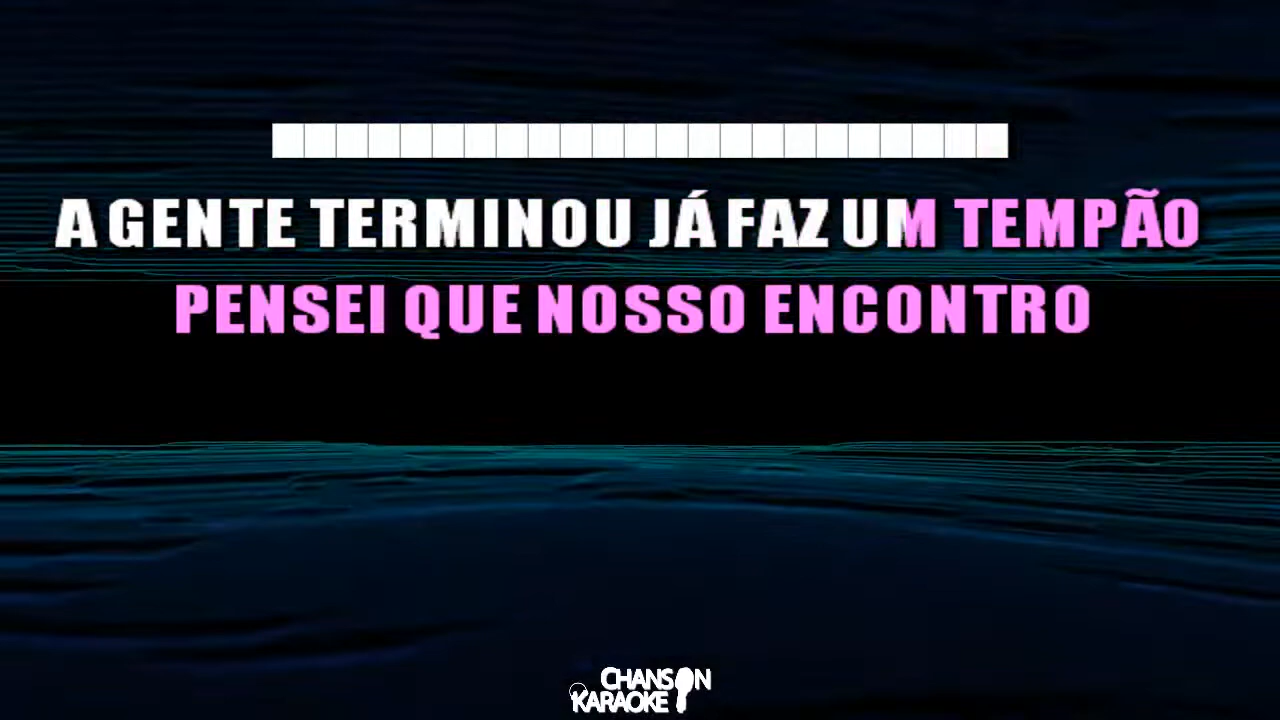 A GENTE TERMINOU JÁ FAZ UM TEMPÃO
PENSEI QUE NOSSO ENCONTRO
CHANSON
KARAOKE